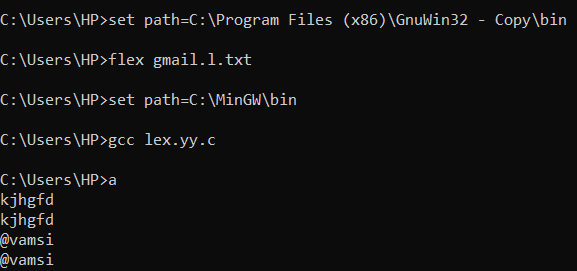 C:\Users\HP>set path=C:\Program Files (x86)\GnuWin32 - Copy\bin
C:\Users\HP>flex gmail.l.txt
C:\Users\HP>set path=C:\MinGW\bin
C:\Users\HP>gcc lex.yy.c
C:\Users\HP>a
kjhgfd
kjhgfd
@vamsi
@vamsi